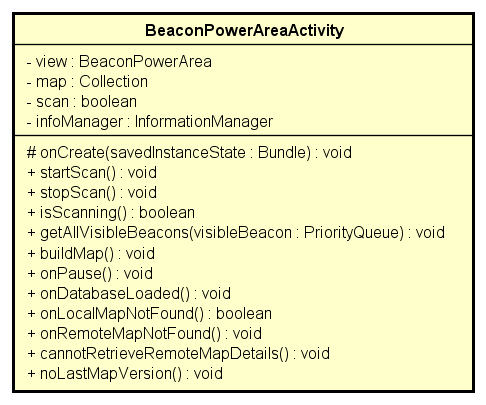 BeaconPowerAreaActivity
- view : BeaconPowerArea
- map : Collection
- scan : boolean
- infoManager : InformationManager
# onCreate(savedInstanceState : Bundle) : void
+ startScan() : void
+ stopScan() : void
+ isScanning() : boolean
+ getAllVisibleBeacons(visibleBeacon : PriorityQueue) : void
+ buildMap() : void
+ onPause() : void
+ onDatabaseLoaded() : void
+ onLocalMapNotFound() : boolean
+ onRemoteMapNotFound() : void
+ cannotRetrieveRemoteMapDetails() : void
+ noLastMapVersion() : void